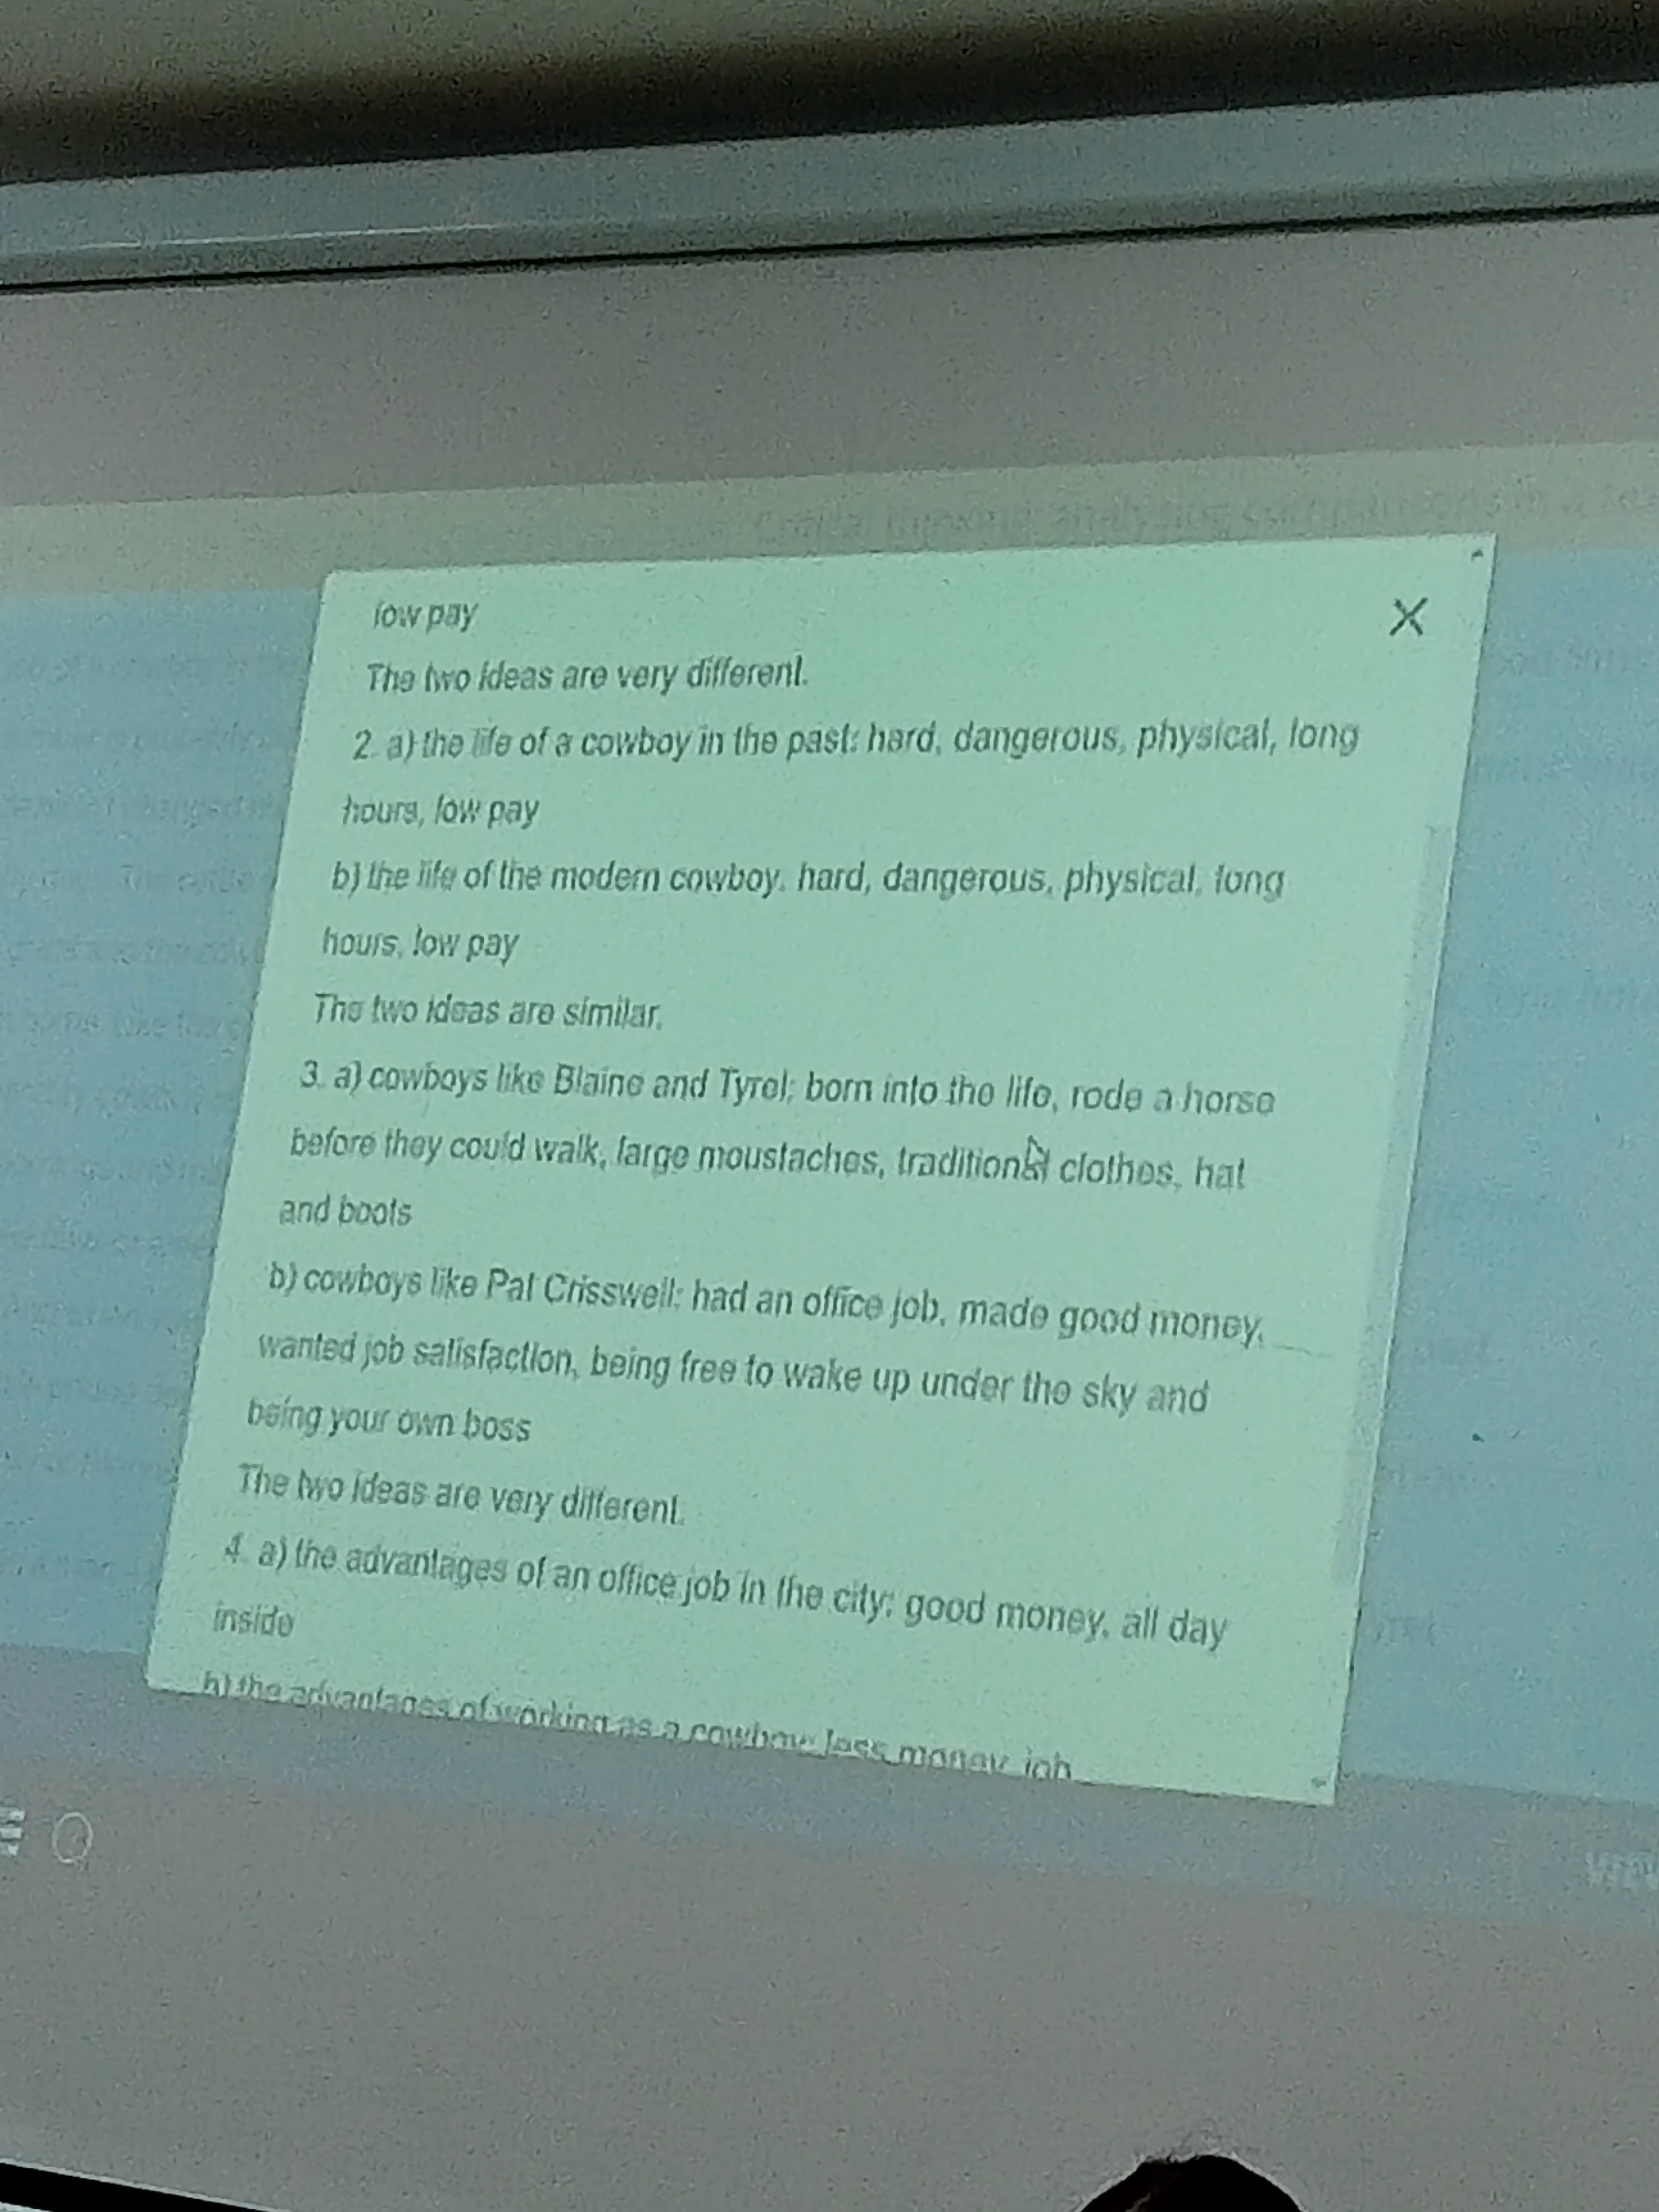 Critical thinking analysing comparisons in a
low pay
The two ideas are very different.
2. a) the life of a cowboy in the past: hard, dangerous, physical, long
hours, low pay
b) the life of the modern cowboy: hard, dangerous, physical, long
hours, low pay
The two ideas are similar.
3. a) cowboys like Blaine and Tyrel: born into the life, rode a horse
before they could walk, large moustaches, traditional clothes, hat
and boots
b) cowboys like Pat Crisswell: had an office job, made good money,
wanted job satisfaction, being free to wake up under the sky and
being your own boss
The two ideas are very different.
4. a) the advantages of an office job in the city: good money, all day
inside
b) the advantages of working as a cowboy: less money, job